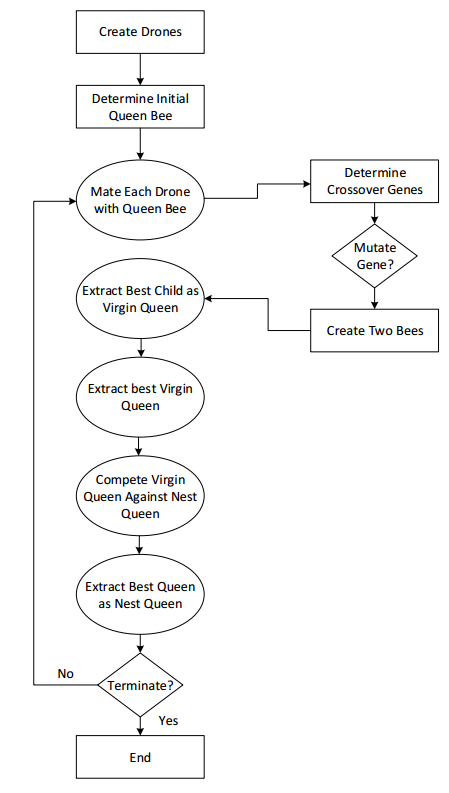 Create Drones
Determine Initial
Queen Bee
Mate Each Drone
with Queen Bee
Determine
Crossover Genes
Mutate
Gene?
Create Two Bees
Extract Best Child as
Virgin Queen
Extract best Virgin
Queen
Compete Virgin
Queen Against Nest
Queen
Extract Best Queen
as Nest Queen
Terminate?
No
Yes
End